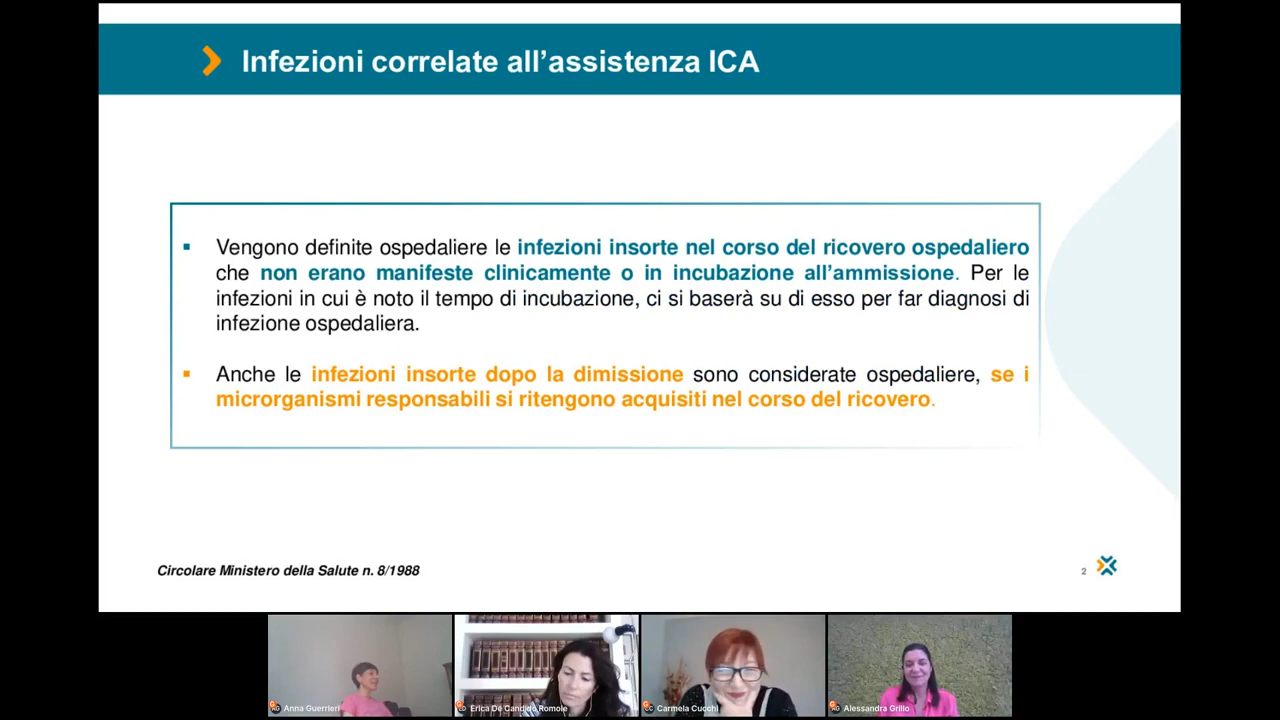 Infezioni correlate all’assistenza ICA
▪ Vengono definite ospedaliere le infezioni insorte nel corso del ricovero ospedaliero
che non erano manifeste clinicamente o in incubazione all’ammissione. Per le
infezioni in cui è noto il tempo di incubazione, ci si baserà su di esso per far diagnosi di
infezione ospedaliera.
▪ Anche le infezioni insorte dopo la dimissione sono considerate ospedaliere, se i
microrganismi responsabili si ritengono acquisiti nel corso del ricovero.
Circolare Ministero della Salute n. 8/1988
2
Anna Guerrieri
Erica De Candido Romole
Carmela Cucchi
Alessandra Grillo